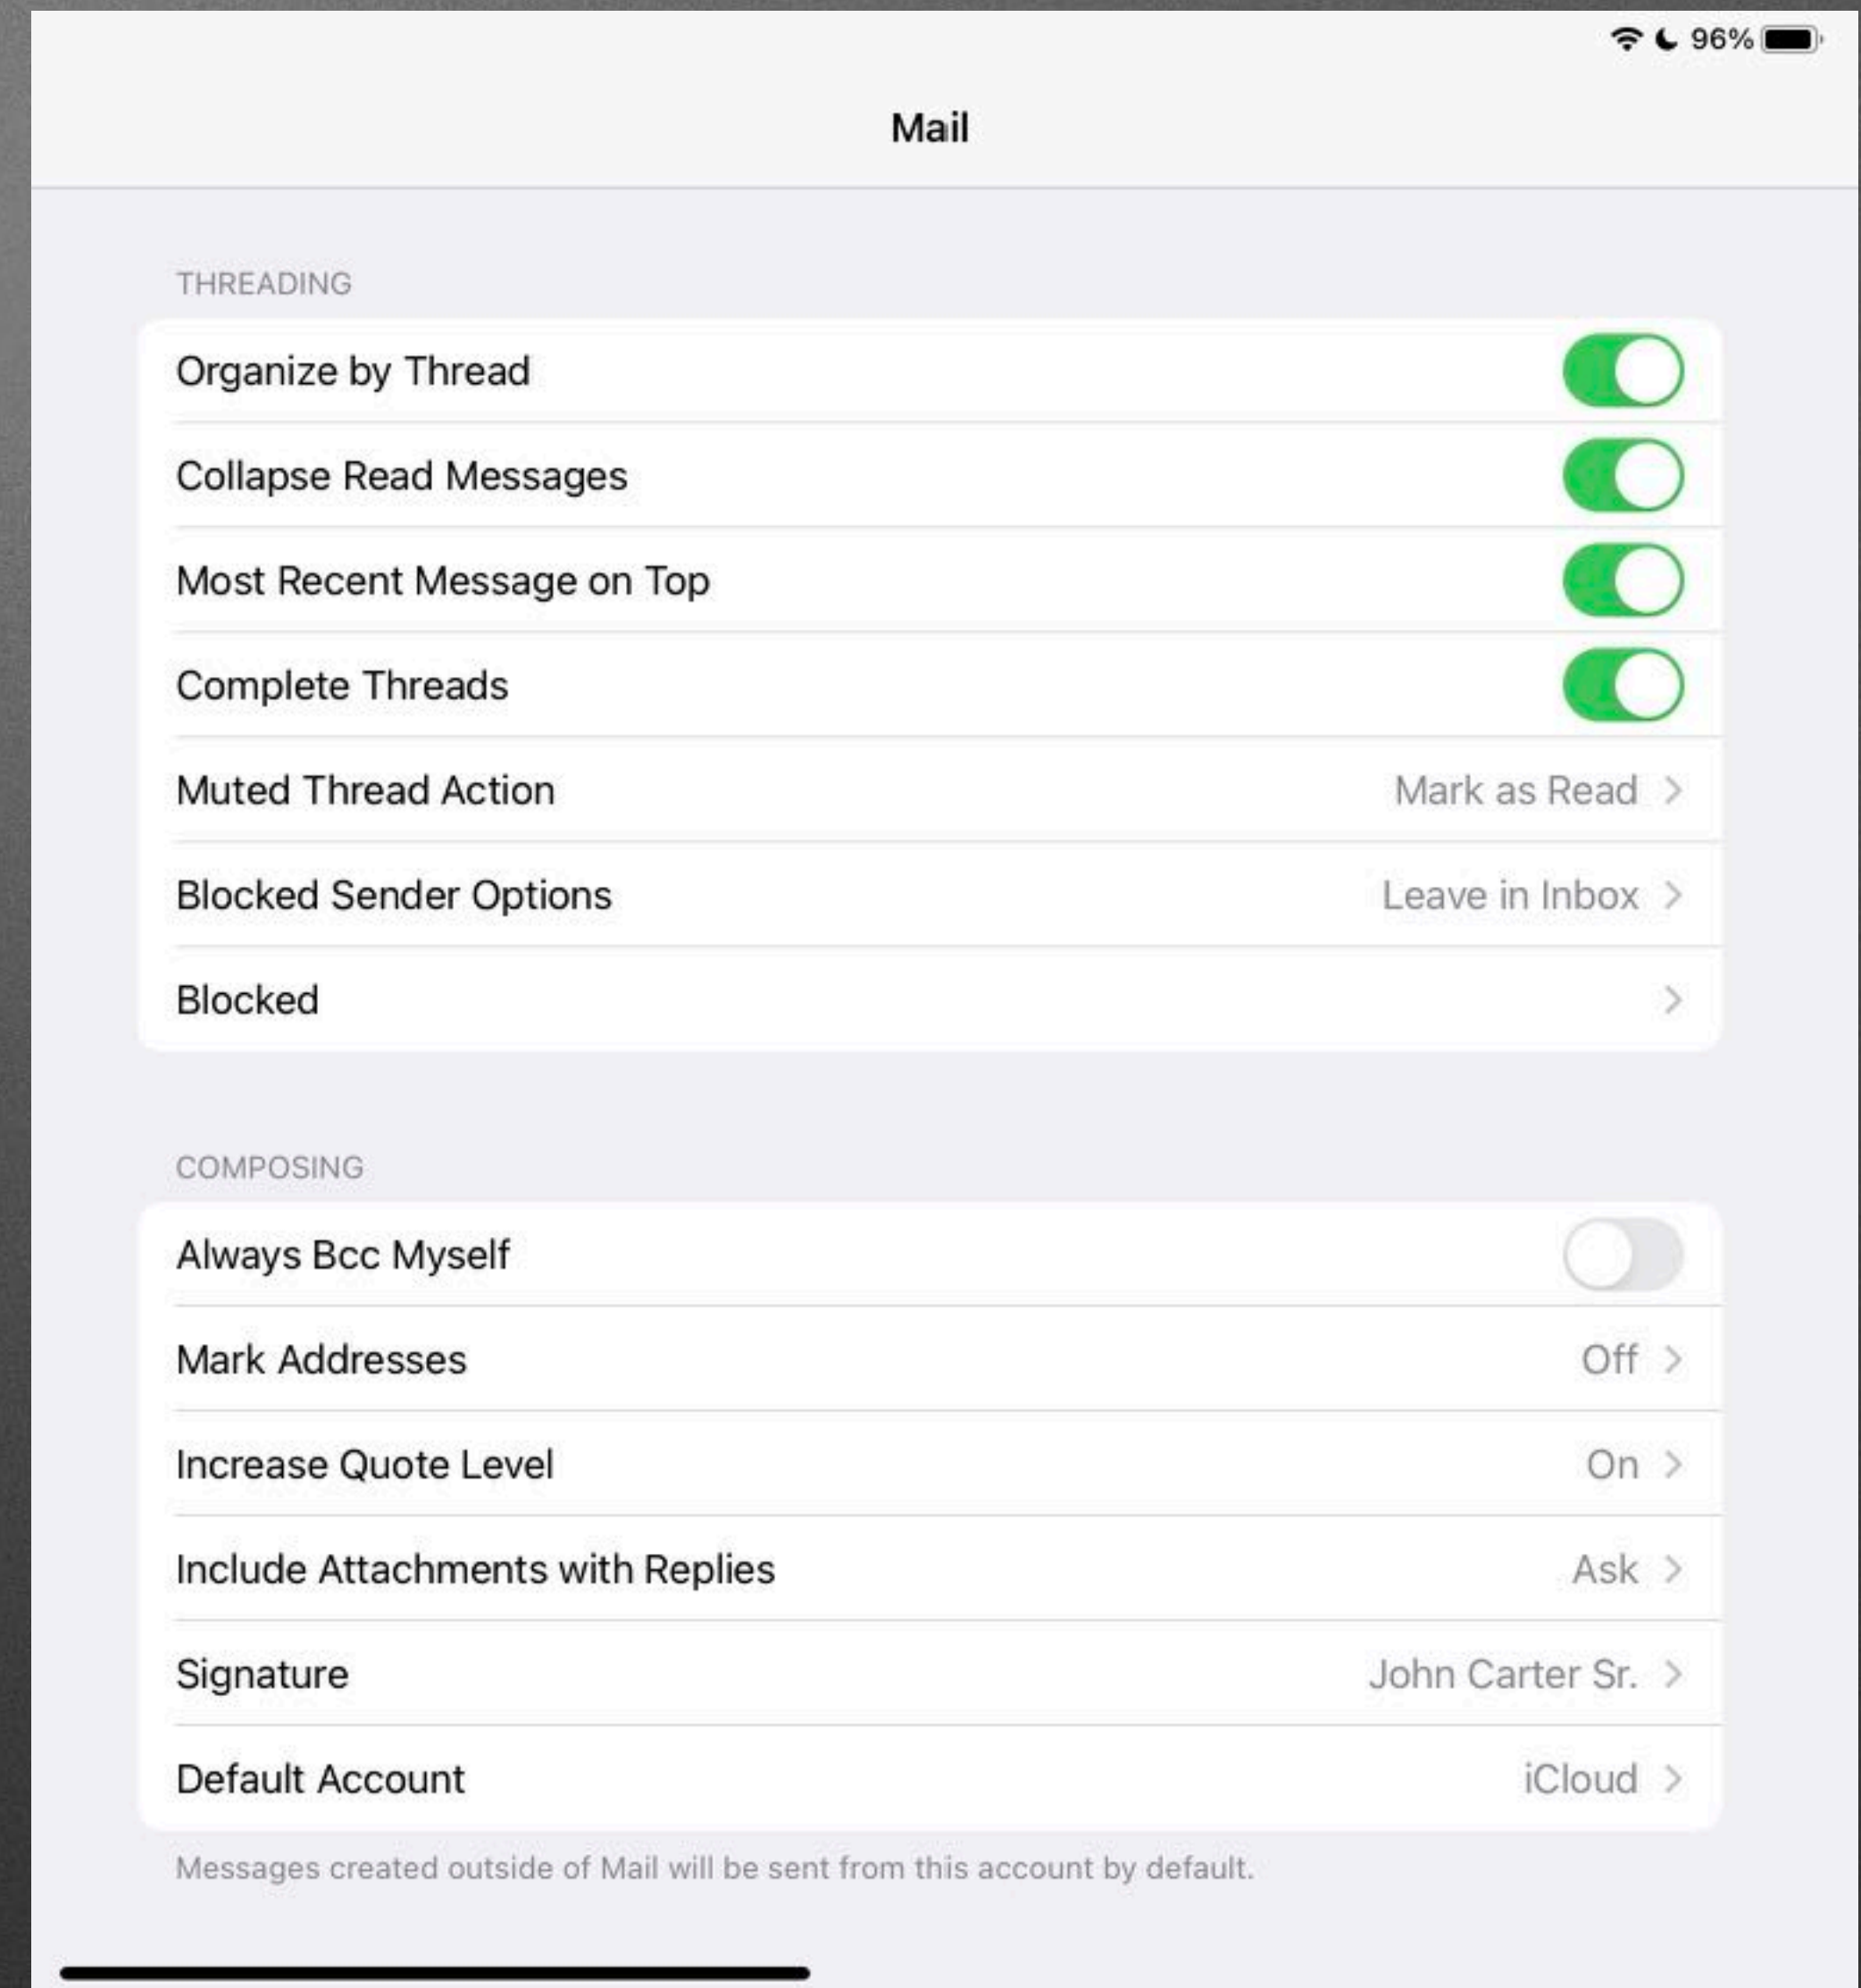 96%
Mail
THREADING
Organize by Thread
Collapse Read Messages
Most Recent Message on Top
Complete Threads
Muted Thread Action Mark as Read
Blocked Sender Options Leave in Inbox
Blocked
COMPOSING
Always Bcc Myself
Mark Addresses Off
Increase Quote Level On
Include Attachments with Replies Ask
Signature John Carter Sr.
Default Account iCloud
Messages created outside of Mail will be sent from this account by default.